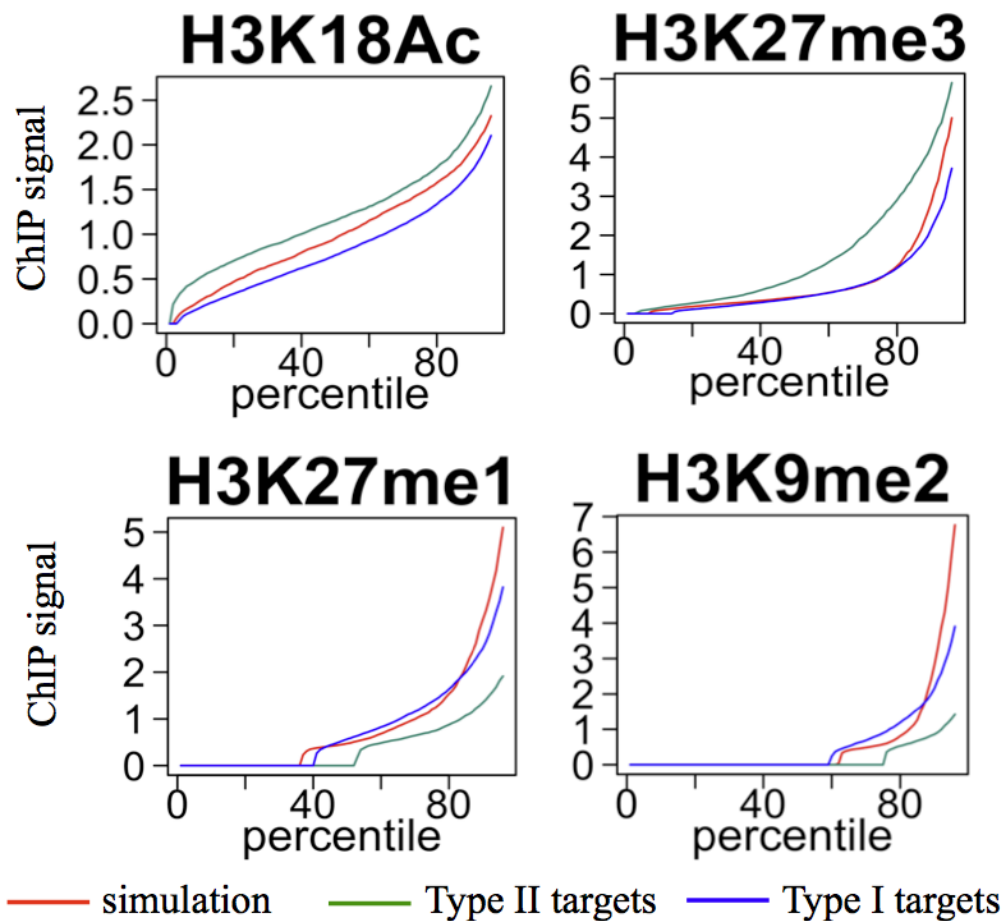 H3K18Ac
ChIP signal
2.5
2.0
1.5
1.0
0.5
0.0
0 40 80
percentile
H3K27me3
6
5
4
3
2
1
0
0 40 80
percentile
H3K27me1
ChIP signal
5
4
3
2
1
0
0 40 80
percentile
H3K9me2
7
6
5
4
3
2
1
0
0 40 80
percentile
simulation Type II targets Type I targets